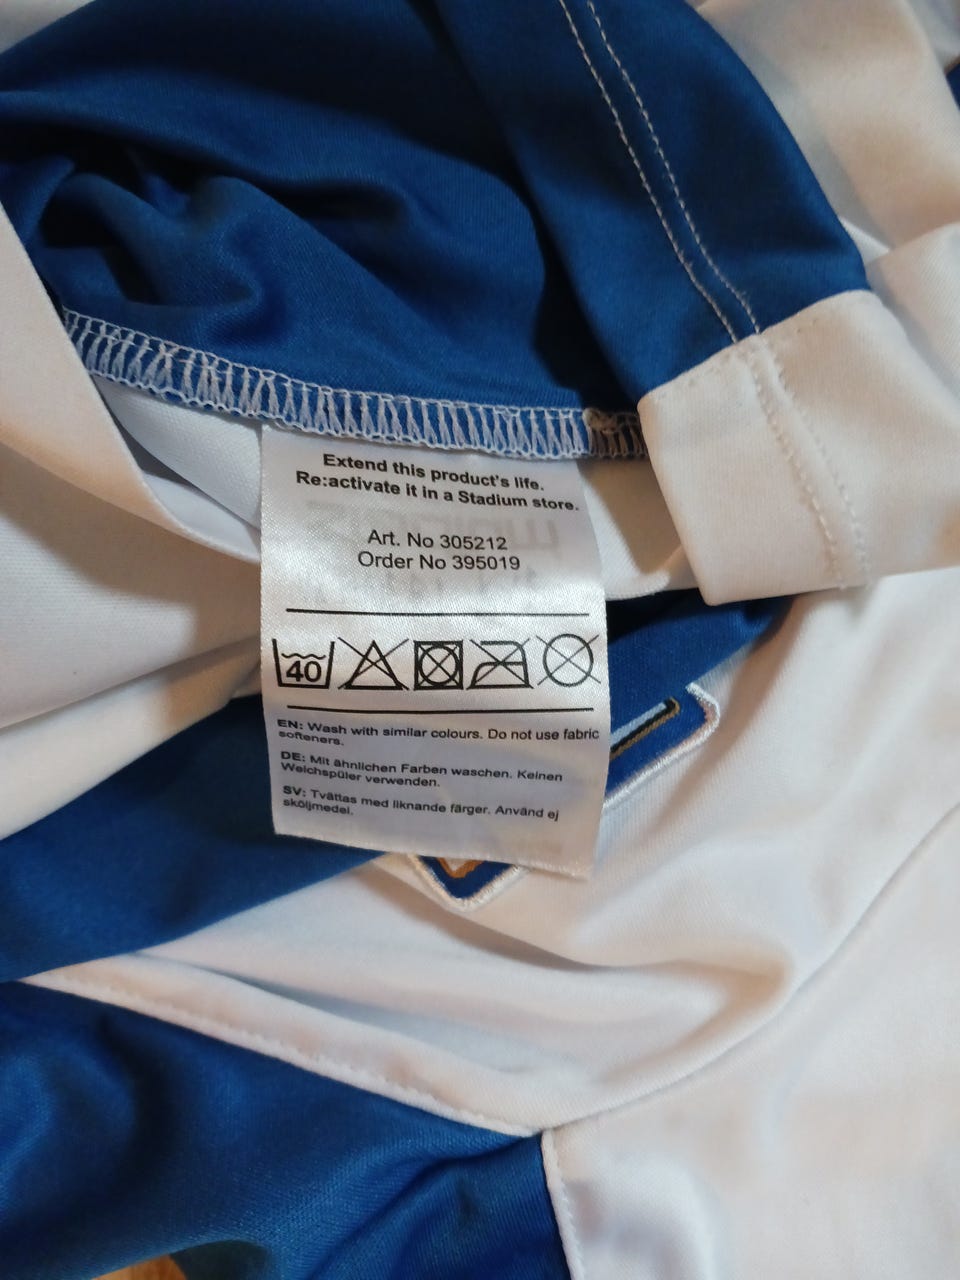 Extend this product's life.
Re:activate it in a Stadium store.
Art. No 305212
Order No 395019
40
EN: Wash with similar colours. Do not use fabric
softeners.
DE: Mit ähnlichen Farben waschen. Keinen
Weichspüler verwenden.
SV: Tvättas med liknande färger. Använd ej
sköljmedel.